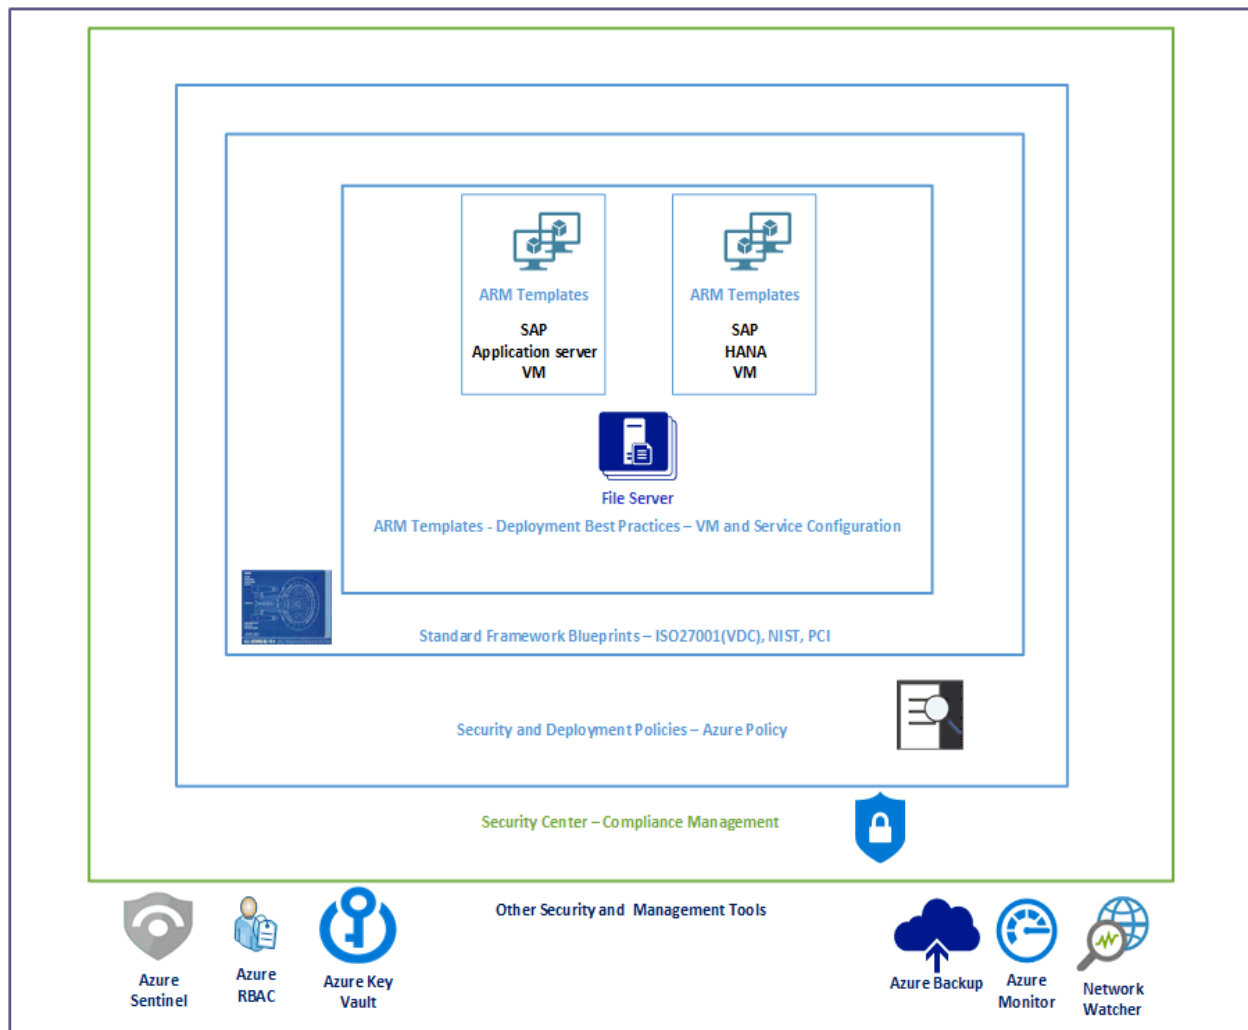 ARM Templates
SAP
Application server
VM
ARM Templates
SAP
HANA
VM
File Server
ARM Templates - Deployment Best Practices – VM and Service Configuration
Standard Framework Blueprints – ISO27001(VDC), NIST, PCI
Security and Deployment Policies – Azure Policy
Security Center – Compliance Management
Other Security and Management Tools
Azure
Sentinel
Azure
RBAC
Azure Key
Vault
Azure Backup
Azure
Monitor
Network
Watcher